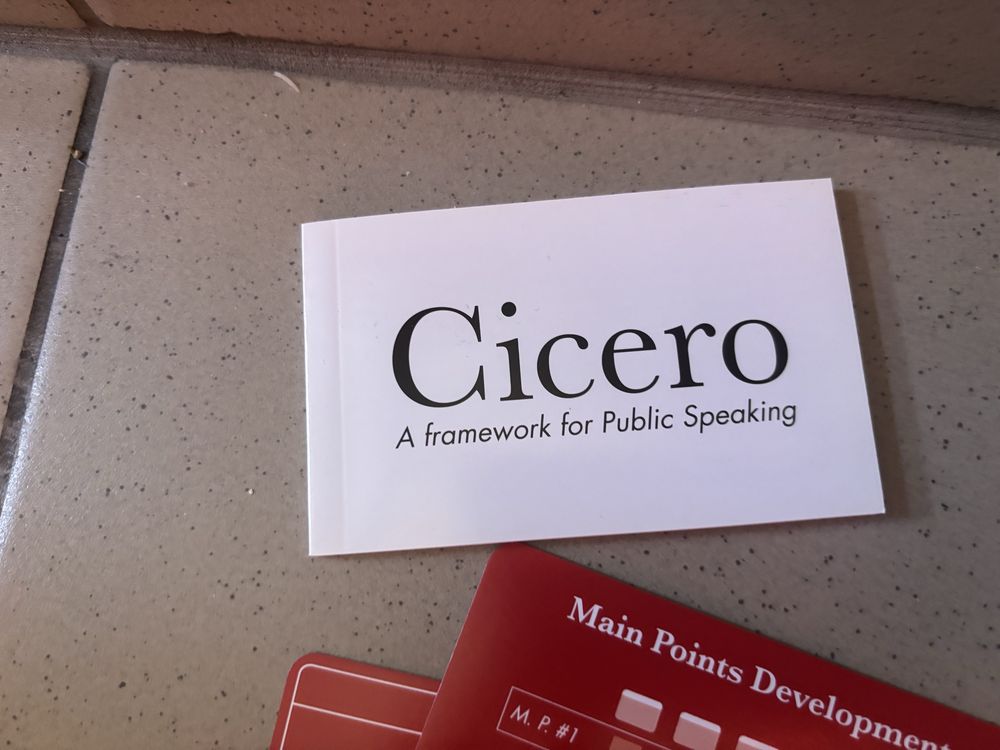 Cicero
A framework for Public Speaking
Main Points Development
M. P. #1